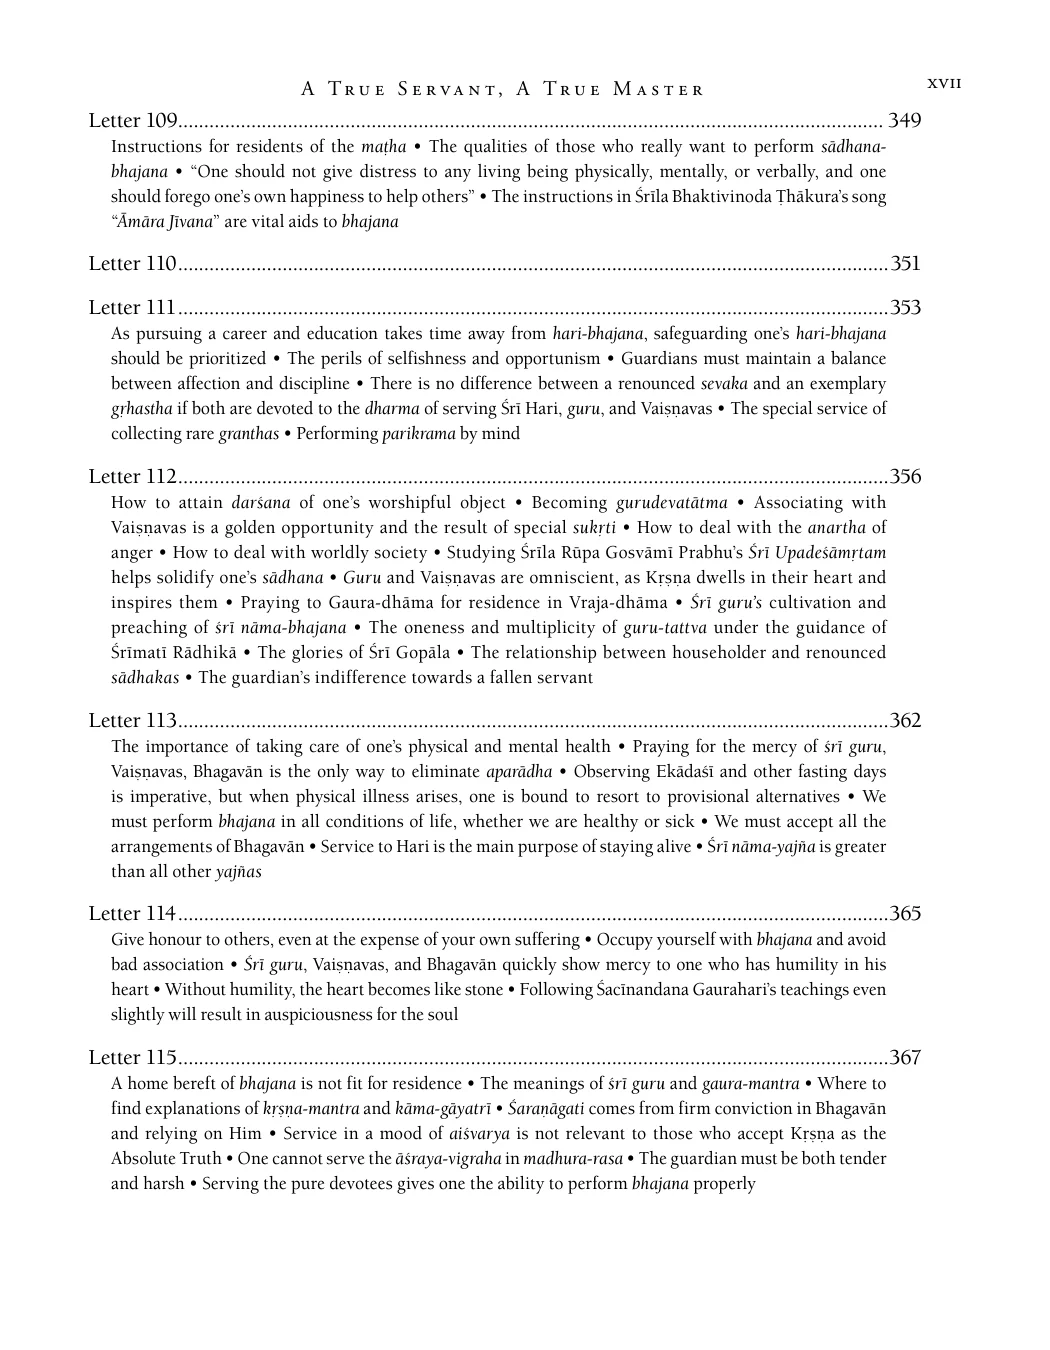 A True Servant, A True Master xvii
Letter 109........................................................................................................................................ 349
Instructions for residents of the maṭha • The qualities of those who really want to perform sādhana-
bhajana • “One should not give distress to any living being physically, mentally, or verbally, and one
should forego one’s own happiness to help others” • The instructions in Śrīla Bhaktivinoda Ṭhākura’s song
“Āmāra Jīvana” are vital aids to bhajana
Letter 110.........................................................................................................................................351
Letter 111.........................................................................................................................................353
As pursuing a career and education takes time away from hari-bhajana, safeguarding one’s hari-bhajana
should be prioritized • The perils of selfishness and opportunism • Guardians must maintain a balance
between affection and discipline • There is no difference between a renounced sevaka and an exemplary
gṛhastha if both are devoted to the dharma of serving Śrī Hari, guru, and Vaiṣṇavas • The special service of
collecting rare granthas • Performing parikrama by mind
Letter 112.........................................................................................................................................356
How to attain darśana of one’s worshipful object • Becoming gurudevatātma • Associating with
Vaiṣṇavas is a golden opportunity and the result of special sukṛti • How to deal with the anartha of
anger • How to deal with worldly society • Studying Śrīla Rūpa Gosvāmī Prabhu’s Śrī Upadeśāmṛtam
helps solidify one’s sādhana • Guru and Vaiṣṇavas are omniscient, as Kṛṣṇa dwells in their heart and
inspires them • Praying to Gaura-dhāma for residence in Vraja-dhāma • Śrī guru’s cultivation and
preaching of śrī nāma-bhajana • The oneness and multiplicity of guru-tattva under the guidance of
Śrīmatī Rādhikā • The glories of Śrī Gopāla • The relationship between householder and renounced
sādhakas • The guardian’s indifference towards a fallen servant
Letter 113.........................................................................................................................................362
The importance of taking care of one’s physical and mental health • Praying for the mercy of śrī guru,
Vaiṣṇavas, Bhagavān is the only way to eliminate aparādha • Observing Ekādaśī and other fasting days
is imperative, but when physical illness arises, one is bound to resort to provisional alternatives • We
must perform bhajana in all conditions of life, whether we are healthy or sick • We must accept all the
arrangements of Bhagavān • Service to Hari is the main purpose of staying alive • Śrī nāma-yajña is greater
than all other yajñas
Letter 114.........................................................................................................................................365
Give honour to others, even at the expense of your own suffering • Occupy yourself with bhajana and avoid
bad association • Śrī guru, Vaiṣṇavas, and Bhagavān quickly show mercy to one who has humility in his
heart • Without humility, the heart becomes like stone • Following Śacīnandana Gaurahari’s teachings even
slightly will result in auspiciousness for the soul
Letter 115.........................................................................................................................................367
A home bereft of bhajana is not fit for residence • The meanings of śrī guru and gaura-mantra • Where to
find explanations of kṛṣṇa-mantra and kāma-gāyatrī • Śaraṇāgati comes from firm conviction in Bhagavān
and relying on Him • Service in a mood of aiśvarya is not relevant to those who accept Kṛṣṇa as the
Absolute Truth • One cannot serve the āśraya-vigraha in madhura-rasa • The guardian must be both tender
and harsh • Serving the pure devotees gives one the ability to perform bhajana properly